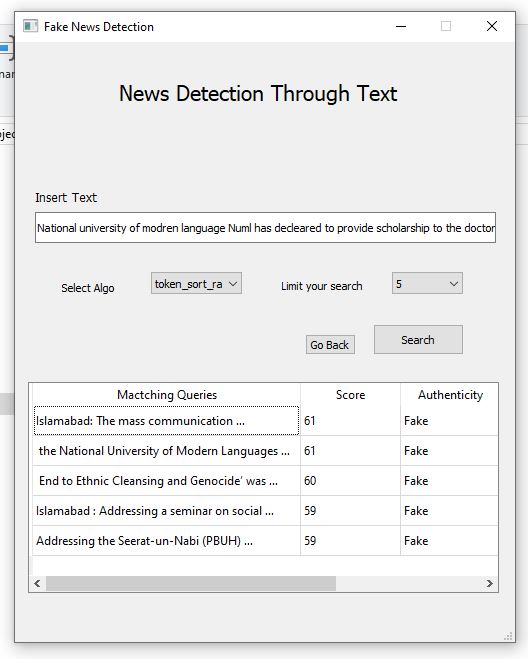 Fake News Detection
News Detection Through Text
Insert Text
National university of modren language Numl has decleared to provide scholarship to the doctor
Select Algo
token_sort_ra
Limit your search
5
Go Back
Search
Mactching Queries Score Authenticity
Islamabad: The mass communication ... 61 Fake
the National University of Modern Languages ... 61 Fake
End to Ethnic Cleansing and Genocide’ was ... 60 Fake
Islamabad : Addressing a seminar on social ... 59 Fake
Addressing the Seerat-un-Nabi (PBUH) ... 59 Fake